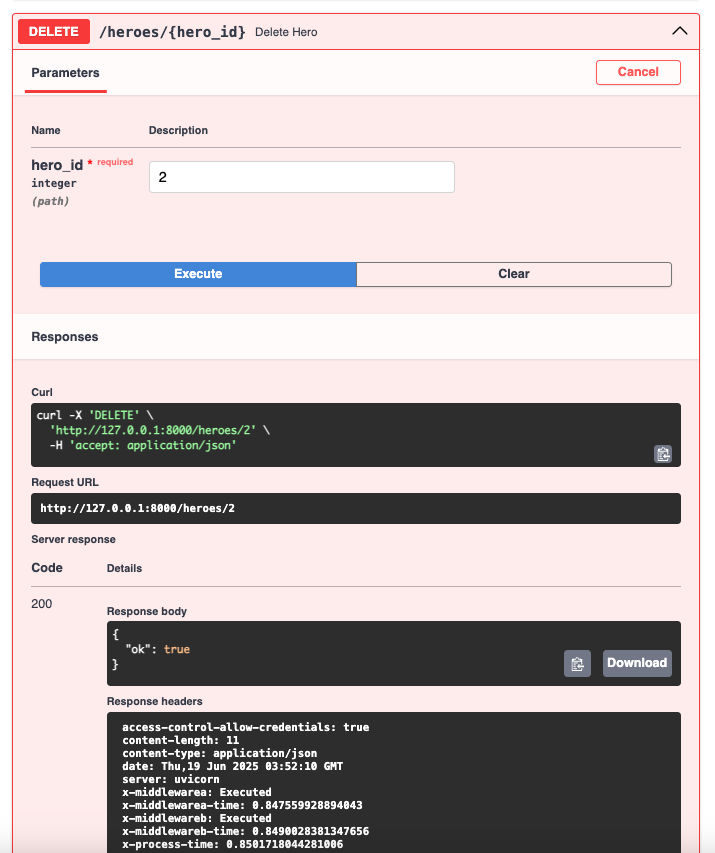 DELETE /heroes/{hero_id} Delete Hero
Parameters
Cancel
Name Description
hero_id * required
integer
(path)
2
Execute Clear
Responses
Curl
curl -X 'DELETE' \
'http://127.0.0.1:8000/heroes/2' \
-H 'accept: application/json'
Request URL
http://127.0.0.1:8000/heroes/2
Server response
Code Details
200
Response body
{
"ok": true
}
Download
Response headers
access-control-allow-credentials: true
content-length: 11
content-type: application/json
date: Thu,19 Jun 2025 03:52:10 GMT
server: uvicorn
x-middlewarea: Executed
x-middlewarea-time: 0.847559928894043
x-middlewareb: Executed
x-middlewareb-time: 0.8490028381347656
x-process-time: 0.8501718044281006